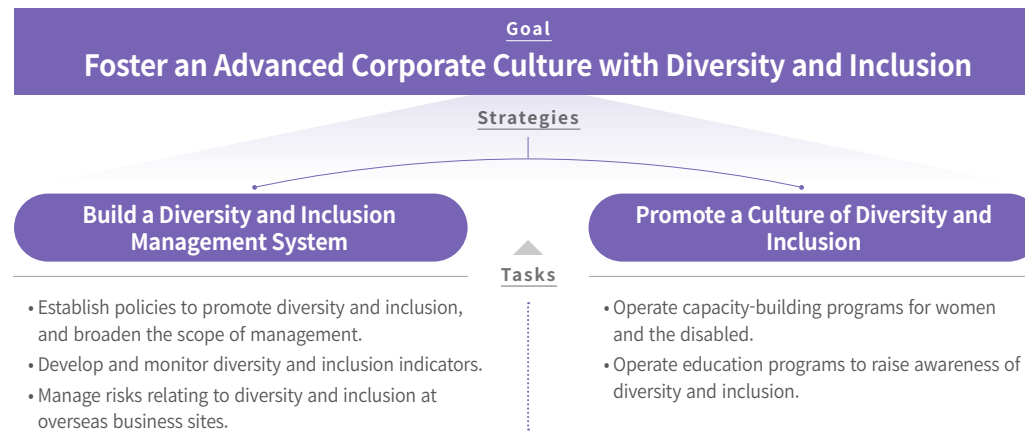 Goal
Foster an Advanced Corporate Culture with Diversity and Inclusion
Strategies
Build a Diversity and Inclusion
Management System
Promote a Culture of Diversity and
Inclusion
Tasks
• Establish policies to promote diversity and inclusion,
and broaden the scope of management.
• Develop and monitor diversity and inclusion indicators.
• Manage risks relating to diversity and inclusion at
overseas business sites.
• Operate capacity-building programs for women
and the disabled.
• Operate education programs to raise awareness of
diversity and inclusion.